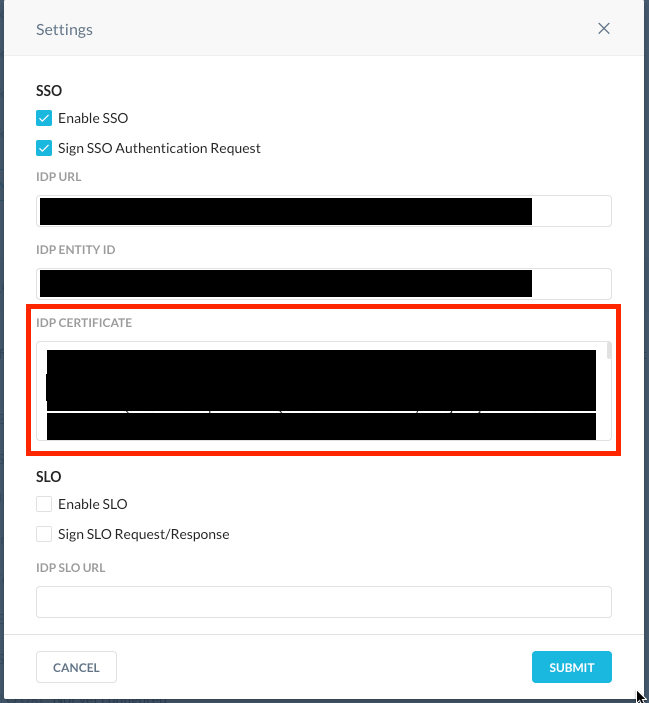 Settings
SSO
Enable SSO
Sign SSO Authentication Request
IDP URL
IDP ENTITY ID
IDP CERTIFICATE
SLO
Enable SLO
Sign SLO Request/Response
IDP SLO URL
CANCEL
SUBMIT